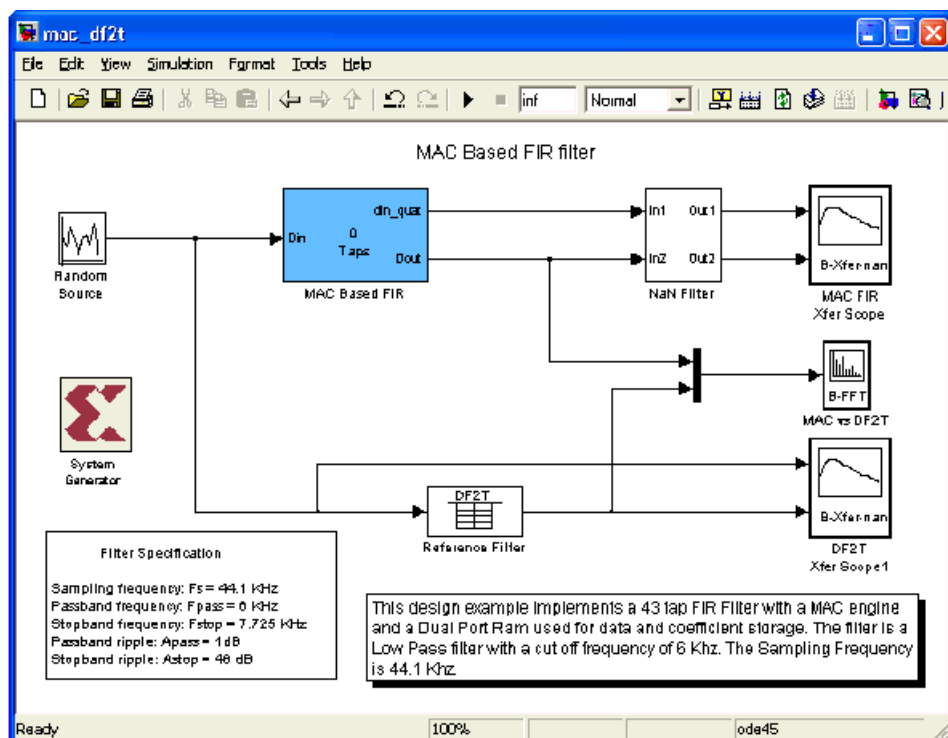 mac_df2t
File Edit View Simulation Format Tools Help
inf Normal
MAC Based FIR filter
Random
Source
Din
0
Taps
din_quat
Dout
MAC Based FIR
In1 Out1
In2 Out2
NaN Filter
B-Xfer-nan
MAC FIR
Xfer Scope
B-FFT
MAC vs DF2T
System
Generator
DF2T
Reference Filter
B-Xfer-nan
DF2T
Xfer Scope1
Filter Specification
Sampling frequency: Fs = 44.1 KHz
Passband frequency: Fpass = 6 KHz
Stopband frequency: Fstop = 7.725 KHz
Passband ripple: Apass = 1dB
Stopband ripple: Astop = 46 dB
This design example implements a 43 tap FIR Filter with a MAC engine
and a Dual Port Ram used for data and coefficient storage. The filter is a
Low Pass filter with a cut off frequency of 6 Khz. The Sampling Frequency
is 44.1 Khz
Ready 100% ode45